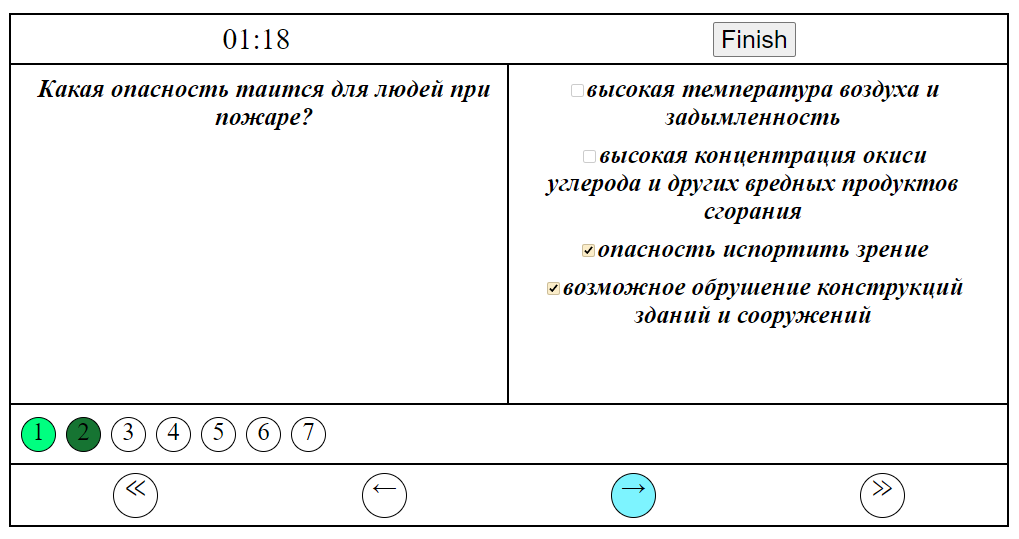 01:18
Finish
Какая опасность таится для людей при
пожаре?
высокая температура воздуха и
задымленность
высокая концентрация окиси
углерода и других вредных продуктов
сгорания
опасность испортить зрение
возможное обрушение конструкций
зданий и сооружений
1 2 3 4 5 6 7
≪ ← → ≫